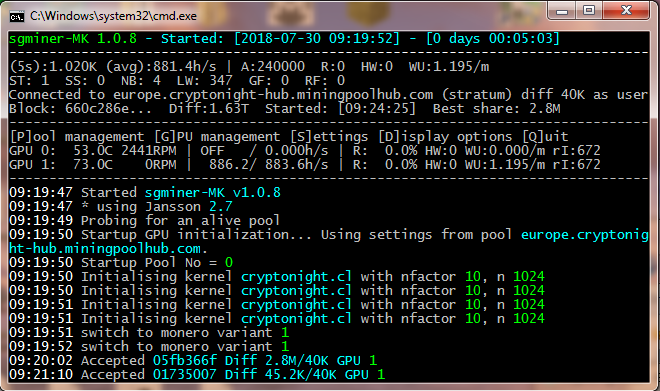 C:\Windows\system32\cmd.exe
sgminer-MK 1.0.8 - Started: [2018-07-30 09:19:52] - [0 days 00:05:03]
(5s):1.020K (avg):881.4h/s | A:240000 R:0 HW:0 WU:1.195/m
ST: 1 SS: 0 NB: 4 LW: 347 GF: 0 RF: 0
Connected to europe.cryptonight-hub.miningpoolhub.com (stratum) diff 40K as user
Block: 660c286e... Diff:1.63T Started: [09:24:25] Best share: 2.8M
[P]ool management [G]PU management [S]ettings [D]isplay options [Q]uit
GPU 0: 53.0C 2441RPM | OFF / 0.000h/s | R: 0.0% HW:0 WU:0.000/m rI:672
GPU 1: 73.0C 0RPM | 886.2/ 883.6h/s | R: 0.0% HW:0 WU:1.195/m rI:672
09:19:47 Started sgminer-MK v1.0.8
09:19:47 * using Jansson 2.7
09:19:49 Probing for an alive pool
09:19:50 Startup GPU initialization... Using settings from pool europe.cryptonig
ht-hub.miningpoolhub.com.
09:19:50 Startup Pool No = 0
09:19:50 Initialising kernel cryptonight.cl with nfactor 10, n 1024
09:19:50 Initialising kernel cryptonight.cl with nfactor 10, n 1024
09:19:51 Initialising kernel cryptonight.cl with nfactor 10, n 1024
09:19:51 Initialising kernel cryptonight.cl with nfactor 10, n 1024
09:19:51 switch to monero variant 1
09:19:52 switch to monero variant 1
09:20:02 Accepted 05fb366f Diff 2.8M/40K GPU 1
09:21:10 Accepted 01735007 Diff 45.2K/40K GPU 1